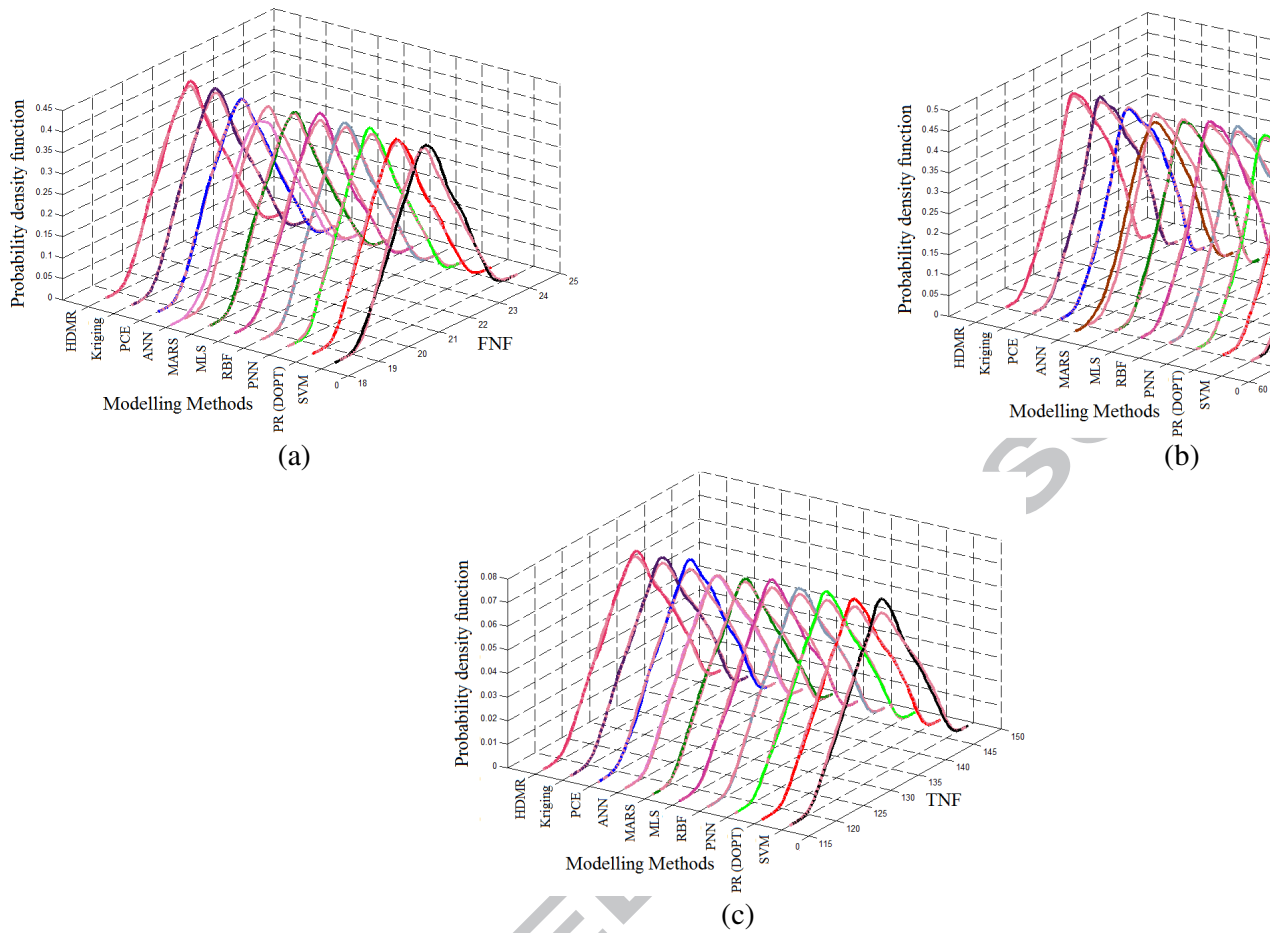 0.45
0.4
0.35
0.3
0.25
0.2
0.15
0.1
0.05
0
Probability density function
HDMR
Kriging
PCE
ANN
MARS
MLS
RBF
PNN
PR (DOPT)
SVM
0
18
19
20
21
22
23
24
25
FNF
Modelling Methods
(a)
0.5
0.45
0.4
0.35
0.3
0.25
0.2
0.15
0.1
0.05
0
Probability density function
HDMR
Kriging
PCE
ANN
MARS
MLS
RBF
PNN
PR (DOPT)
SVM
0
60
Modelling Methods
(b)
0.08
0.07
0.06
0.05
0.04
0.03
0.02
0.01
0
Probability density function
HDMR
Kriging
PCE
ANN
MARS
MLS
RBF
PNN
PR (DOPT)
SVM
0
115
120
125
130
135
140
145
150
TNF
Modelling Methods
(c)